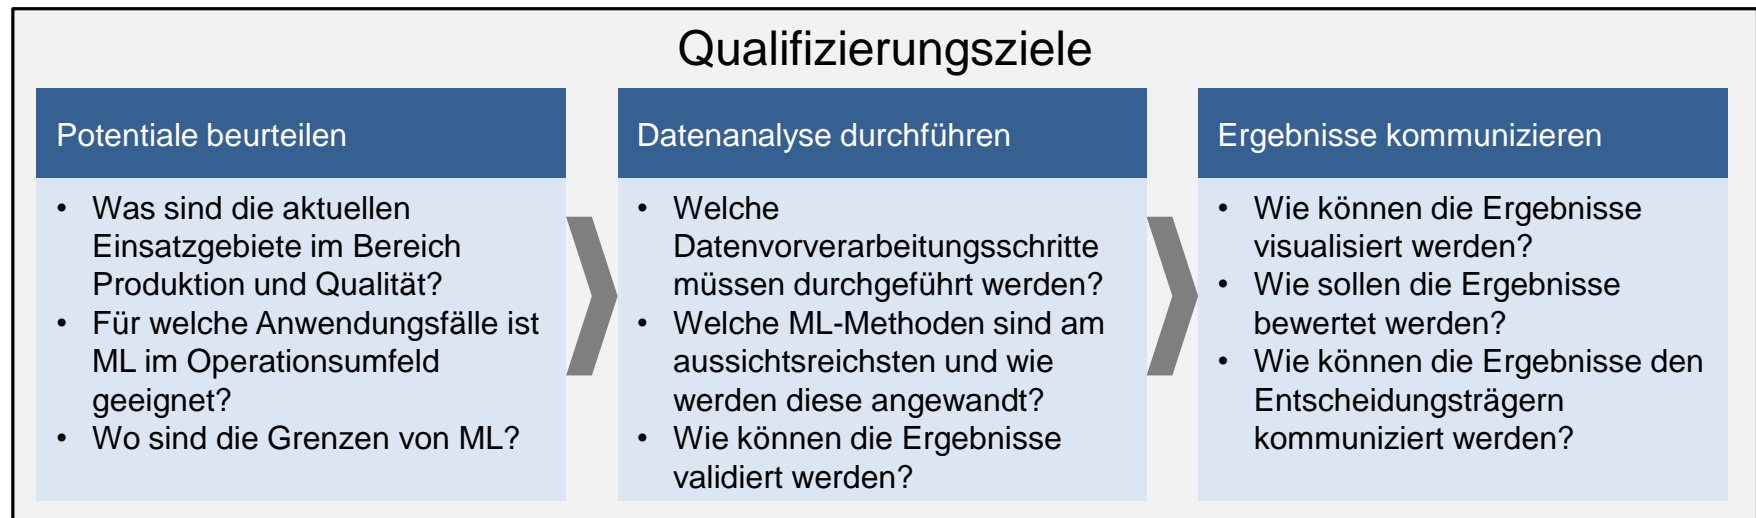 Qualifizierungsziele
Potentiale beurteilen
• Was sind die aktuellen
Einsatzgebiete im Bereich
Produktion und Qualität?
• Für welche Anwendungsfälle ist
ML im Operationsumfeld
geeignet?
• Wo sind die Grenzen von ML?
Datenanalyse durchführen
• Welche
Datenvorverarbeitungsschritte
müssen durchgeführt werden?
• Welche ML-Methoden sind am
aussichtsreichsten und wie
werden diese angewandt?
• Wie können die Ergebnisse
validiert werden?
Ergebnisse kommunizieren
• Wie können die Ergebnisse
visualisiert werden?
• Wie sollen die Ergebnisse
bewertet werden?
• Wie können die Ergebnisse den
Entscheidungsträgern
kommuniziert werden?